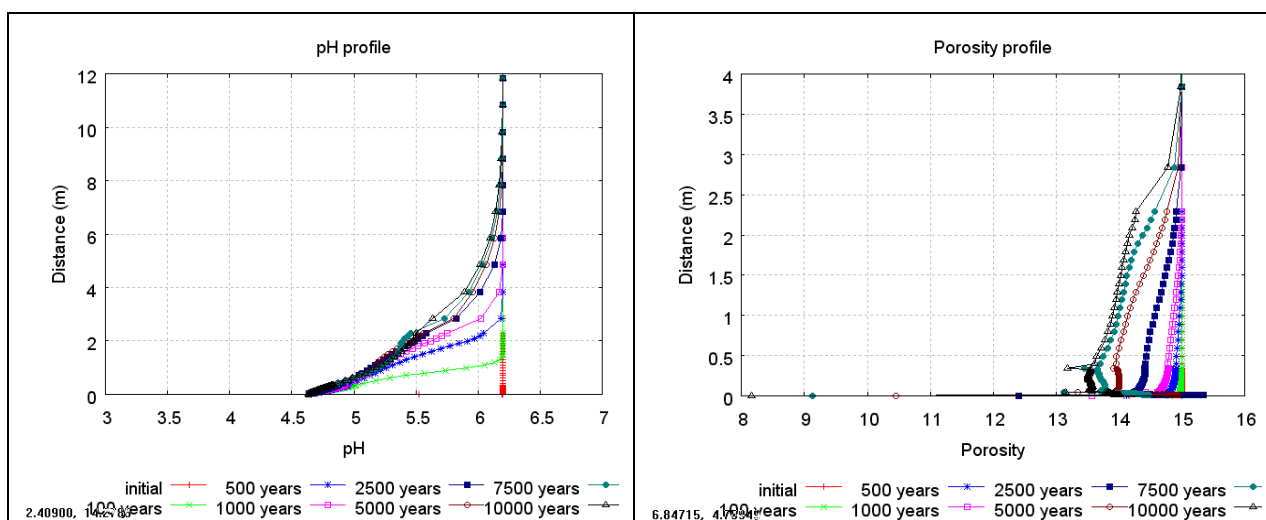 pH profile
12
10
8
6
4
2
0
Distance (m)
3 3.5 4 4.5 5 5.5 6 6.5 7
pH
initial 500 years 2500 years 7500 years
100 years 1000 years 5000 years 10000 years
2.40900,
Porosity profile
4
3.5
3
2.5
2
1.5
1
0.5
0
Distance (m)
8 9 10 11 12 13 14 15 16
Porosity
initial 500 years 2500 years 7500 years
100 years 1000 years 5000 years 10000 years
6.84715,